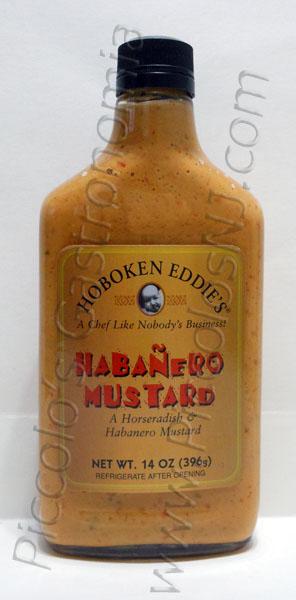 HOBOKEN EDDIE'S®
A Chef Like Nobody's Business!
HABAÑERO
MUSTARD
A Horseradish &
Habanero Mustard
NET WT. 14 OZ (396g)
REFRIGERATE AFTER OPENING
Piccolo's Gastronomia
www.PiccolosNJ.com